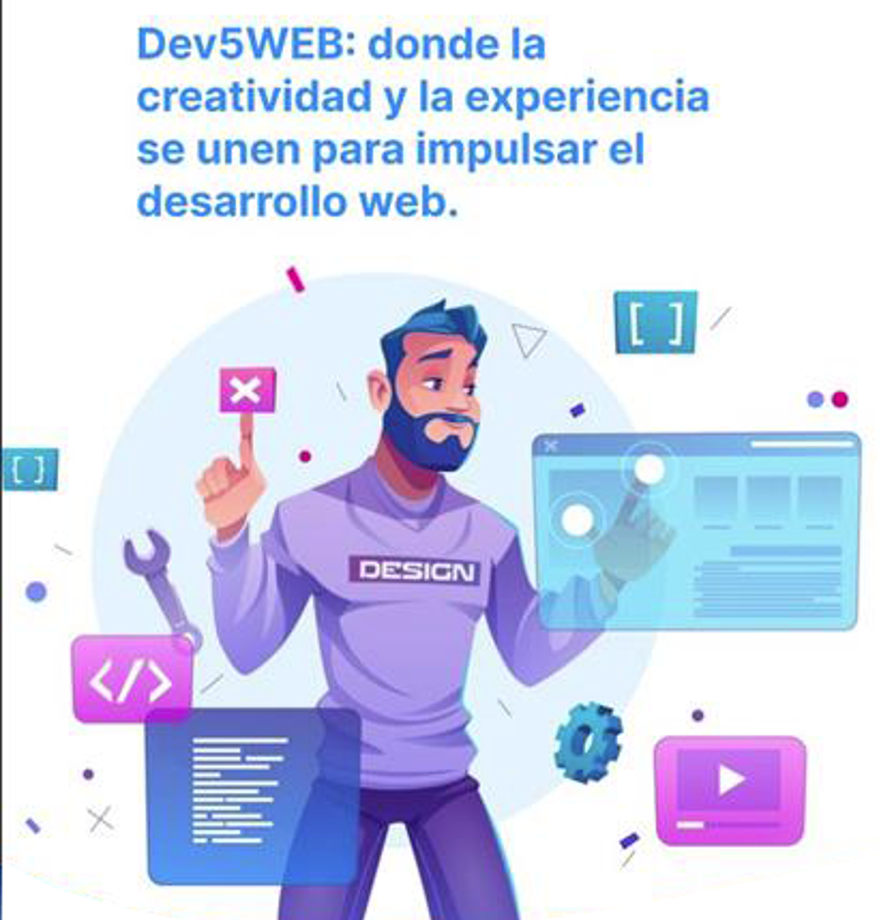 Dev5WEB: donde la
creatividad y la experiencia
se unen para impulsar el
desarrollo web.
[ ]
{ }
DESIGN
</>